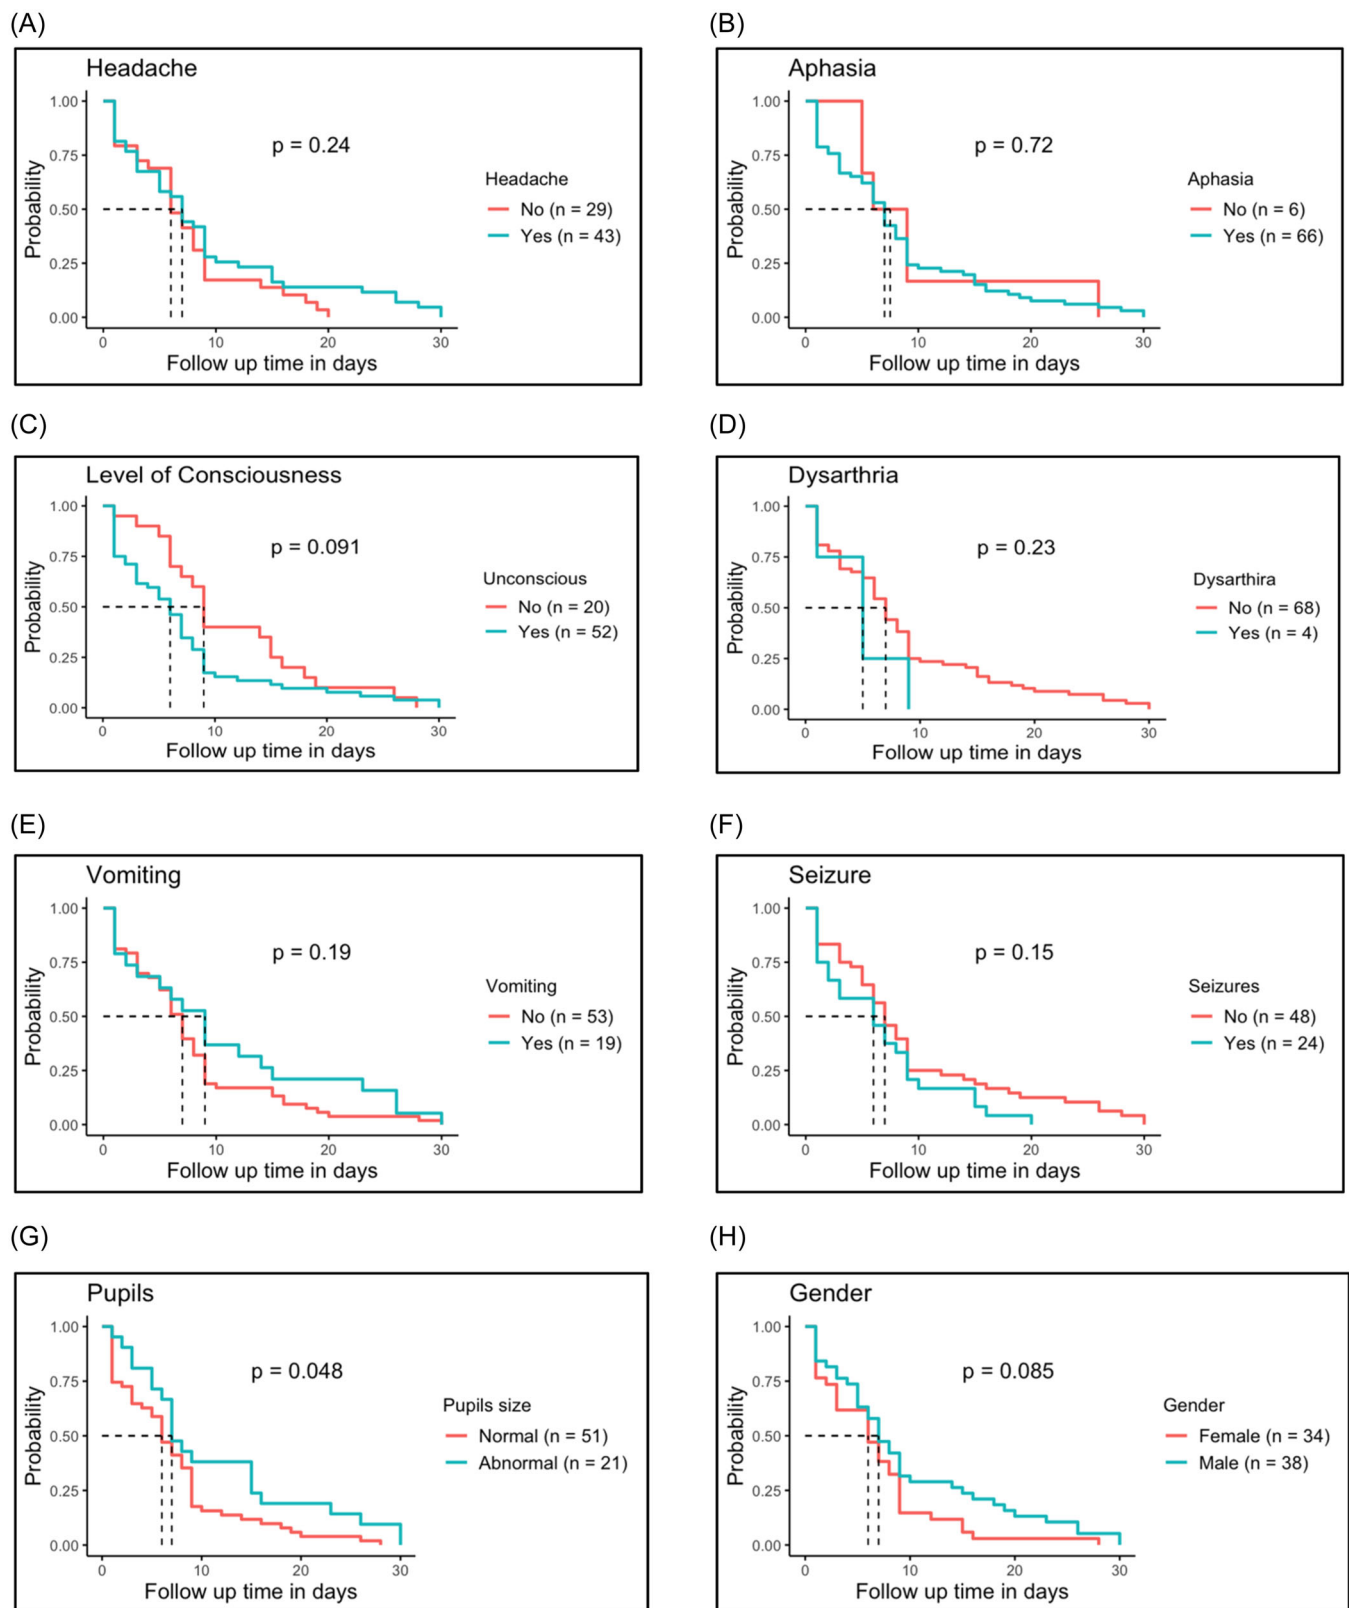 (A)
Headache
Probability
1.00
0.75
0.50
0.25
0.00
p = 0.24
Headache
No (n = 29)
Yes (n = 43)
0 10 20 30
Follow up time in days
(B)
Aphasia
Probability
1.00
0.75
0.50
0.25
0.00
p = 0.72
Aphasia
No (n = 6)
Yes (n = 66)
0 10 20 30
Follow up time in days
(C)
Level of Consciousness
Probability
1.00
0.75
0.50
0.25
0.00
p = 0.091
Unconscious
No (n = 20)
Yes (n = 52)
0 10 20 30
Follow up time in days
(D)
Dysarthria
Probability
1.00
0.75
0.50
0.25
0.00
p = 0.23
Dysarthira
No (n = 68)
Yes (n = 4)
0 10 20 30
Follow up time in days
(E)
Vomiting
Probability
1.00
0.75
0.50
0.25
0.00
p = 0.19
Vomiting
No (n = 53)
Yes (n = 19)
0 10 20 30
Follow up time in days
(F)
Seizure
Probability
1.00
0.75
0.50
0.25
0.00
p = 0.15
Seizures
No (n = 48)
Yes (n = 24)
0 10 20 30
Follow up time in days
(G)
Pupils
Probability
1.00
0.75
0.50
0.25
0.00
p = 0.048
Pupils size
Normal (n = 51)
Abnormal (n = 21)
0 10 20 30
Follow up time in days
(H)
Gender
Probability
1.00
0.75
0.50
0.25
0.00
p = 0.085
Gender
Female (n = 34)
Male (n = 38)
0 10 20 30
Follow up time in days